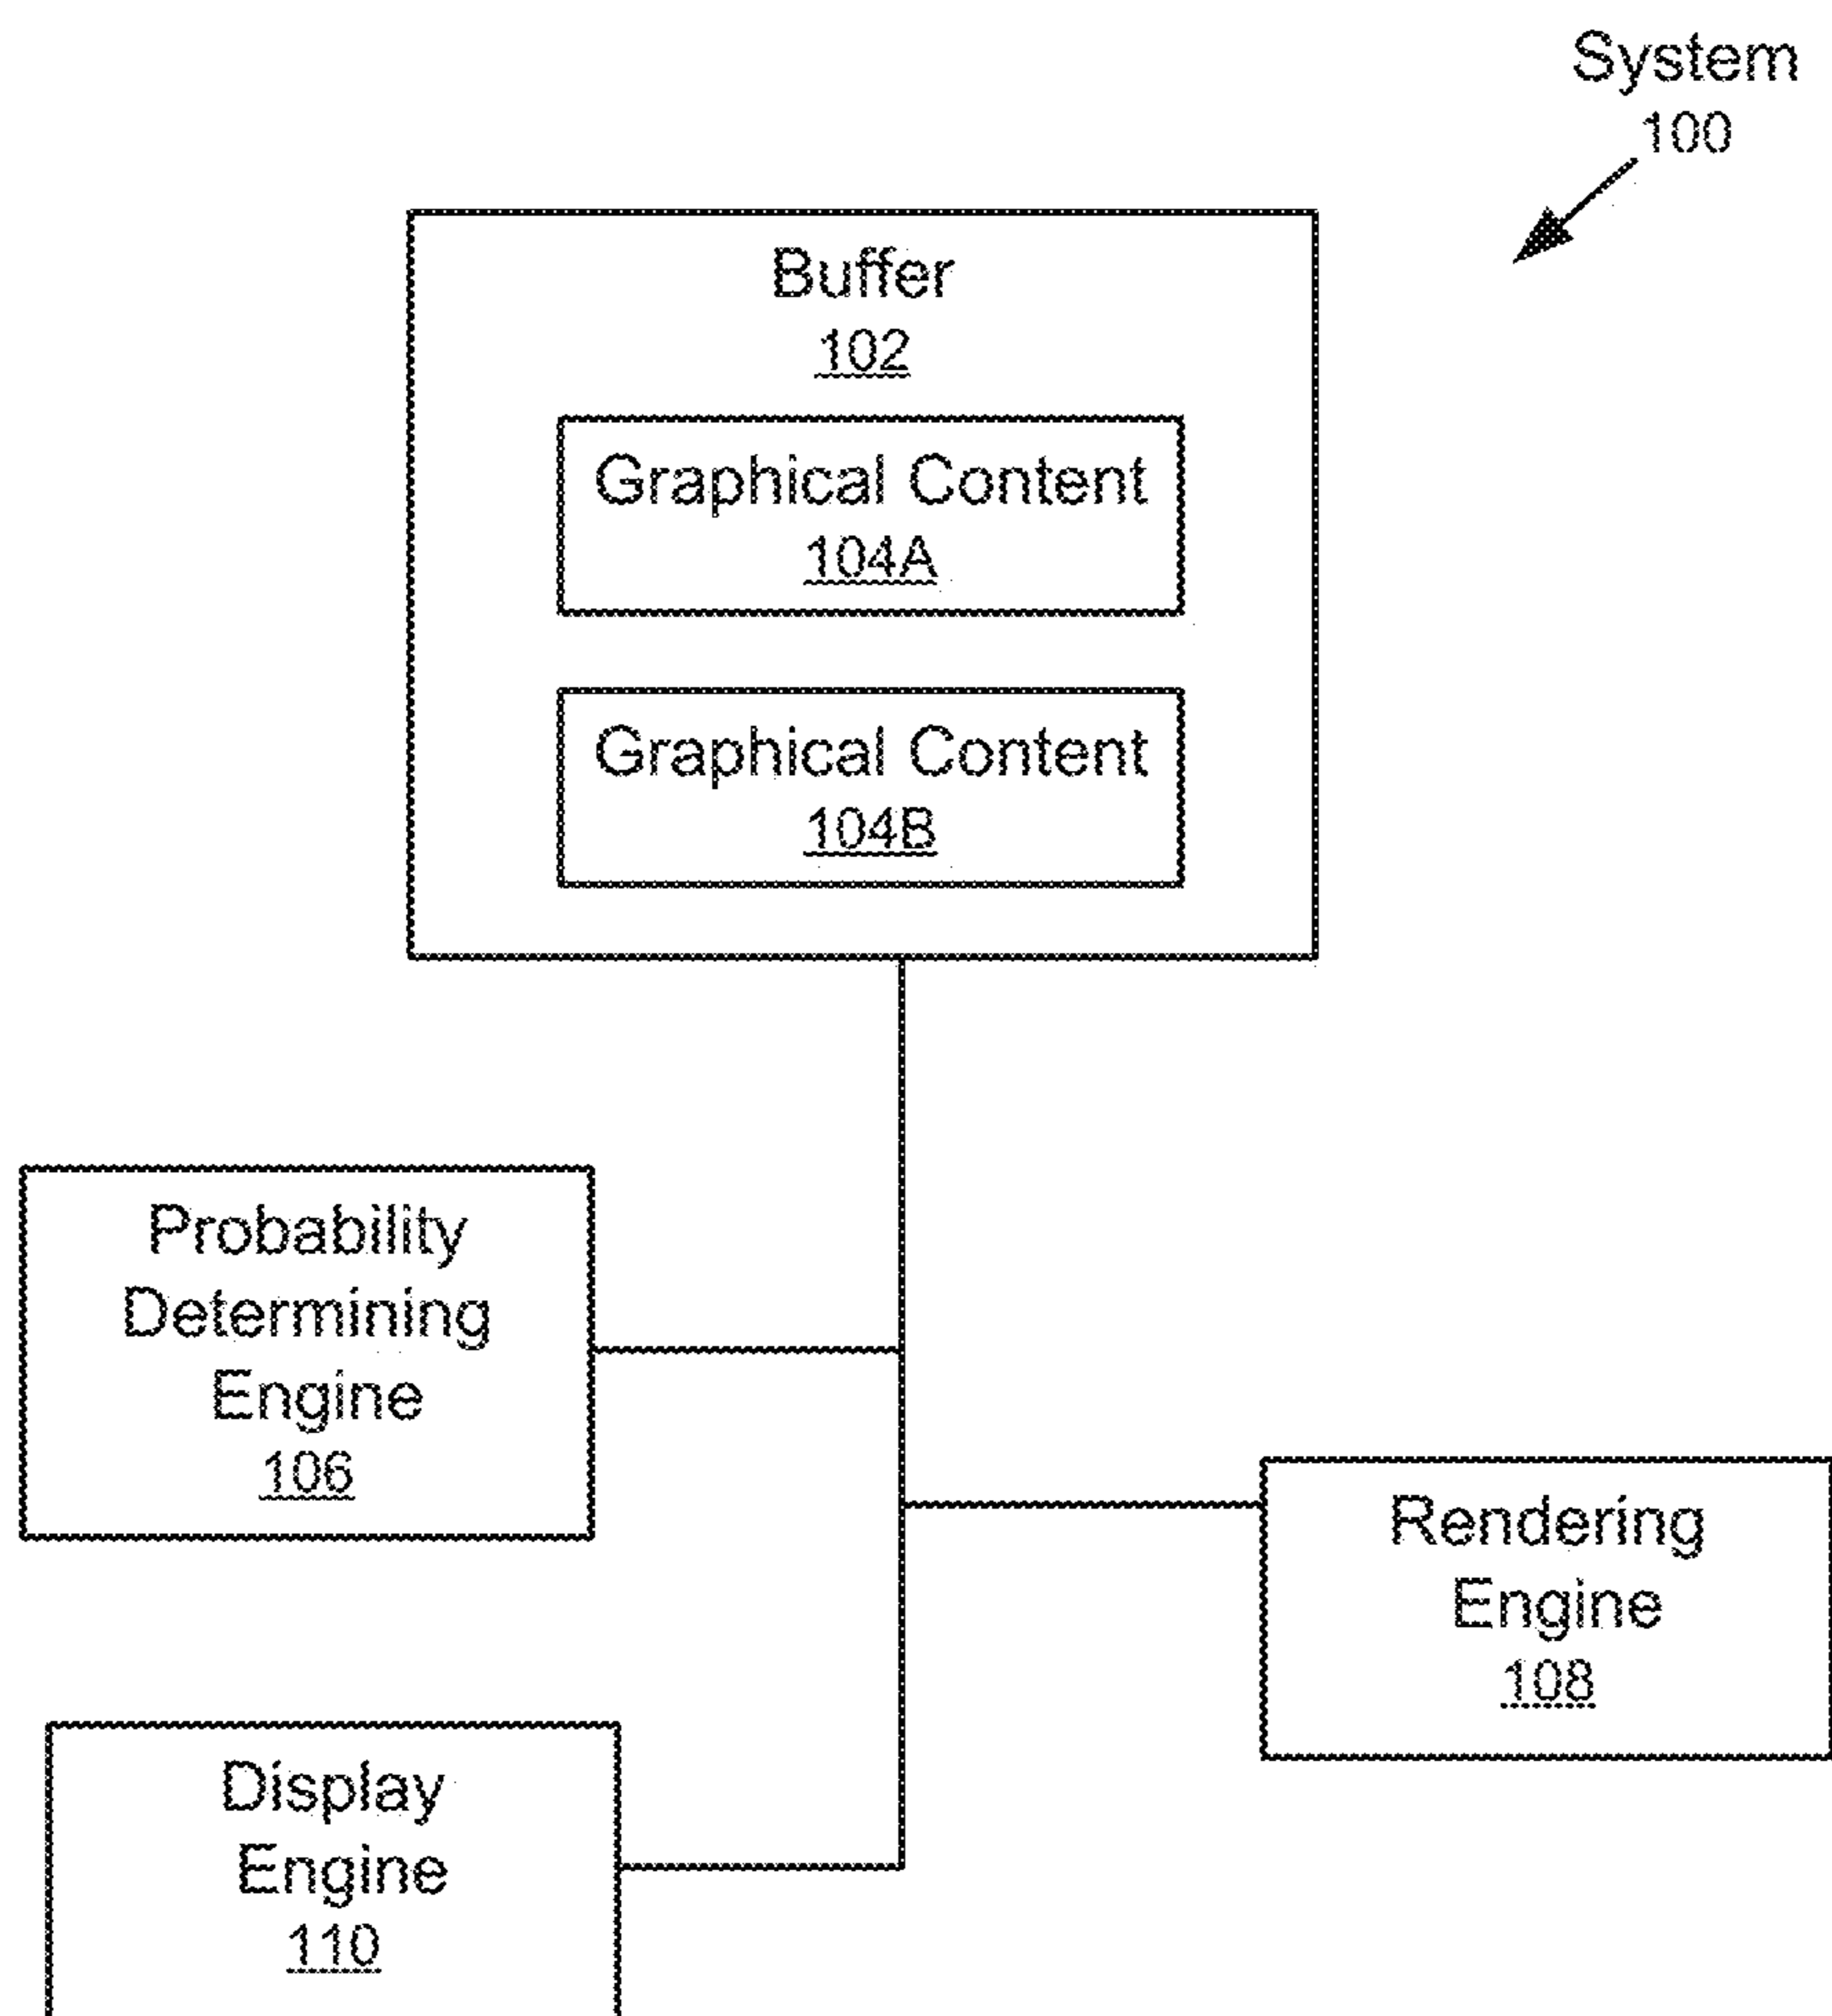 System
100
Buffer
102
Graphical Content
104A
Graphical Content
104B
Probability
Determining
Engine
106
Rendering
Engine
108
Display
Engine
110